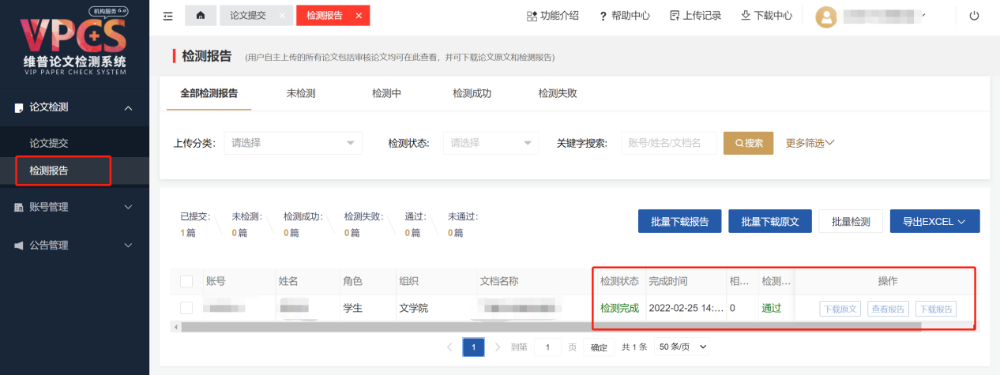 机构服务 6.0
VPCS
维普论文检测系统
VIP PAPER CHECK SYSTEM
论文检测
论文提交
检测报告
账号管理
公告管理
论文提交 × 检测报告 × 功能介绍 ? 帮助中心 上传记录 下载中心
检测报告 (用户自主上传的所有论文包括审核论文均可在此查看，并可下载论文原文和检测报告)
全部检测报告 未检测 检测中 检测成功 检测失败
上传分类: 请选择 检测状态: 请选择 关键字搜索: 账号/姓名/文档名 搜索 更多筛选
已提交: 未检测: 检测成功: 检测失败: 通过: 未通过:
1篇 0篇 0篇 0篇 0篇 0篇
批量下载报告 批量下载原文 批量检测 导出EXCEL
账号 姓名 角色 组织 文档名称 检测状态 完成时间 相... 检测... 操作
学生 文学院 检测完成 2022-02-25 14:... 0 通过 下载原文 查看报告 下载报告
1 到第 1 页 确定 共 1 条 50 条/页